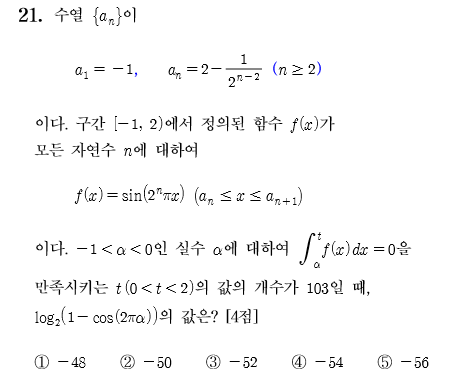 21. 수열 {aₙ}이
a₁ = −1, aₙ = 2 − 1/2ⁿ⁻² (n ≥ 2)
이다. 구간 [−1, 2)에서 정의된 함수 f(x)가
모든 자연수 n에 대하여
f(x) = sin(2ⁿπx) (aₙ ≤ x ≤ aₙ₊₁)
이다. −1 < α < 0인 실수 α에 대하여 ∫_α^t f(x)dx = 0을
만족시키는 t(0 < t < 2)의 값의 개수가 103일 때,
log₂(1 − cos(2πα))의 값은? [4점]
① −48 ② −50 ③ −52 ④ −54 ⑤ −56